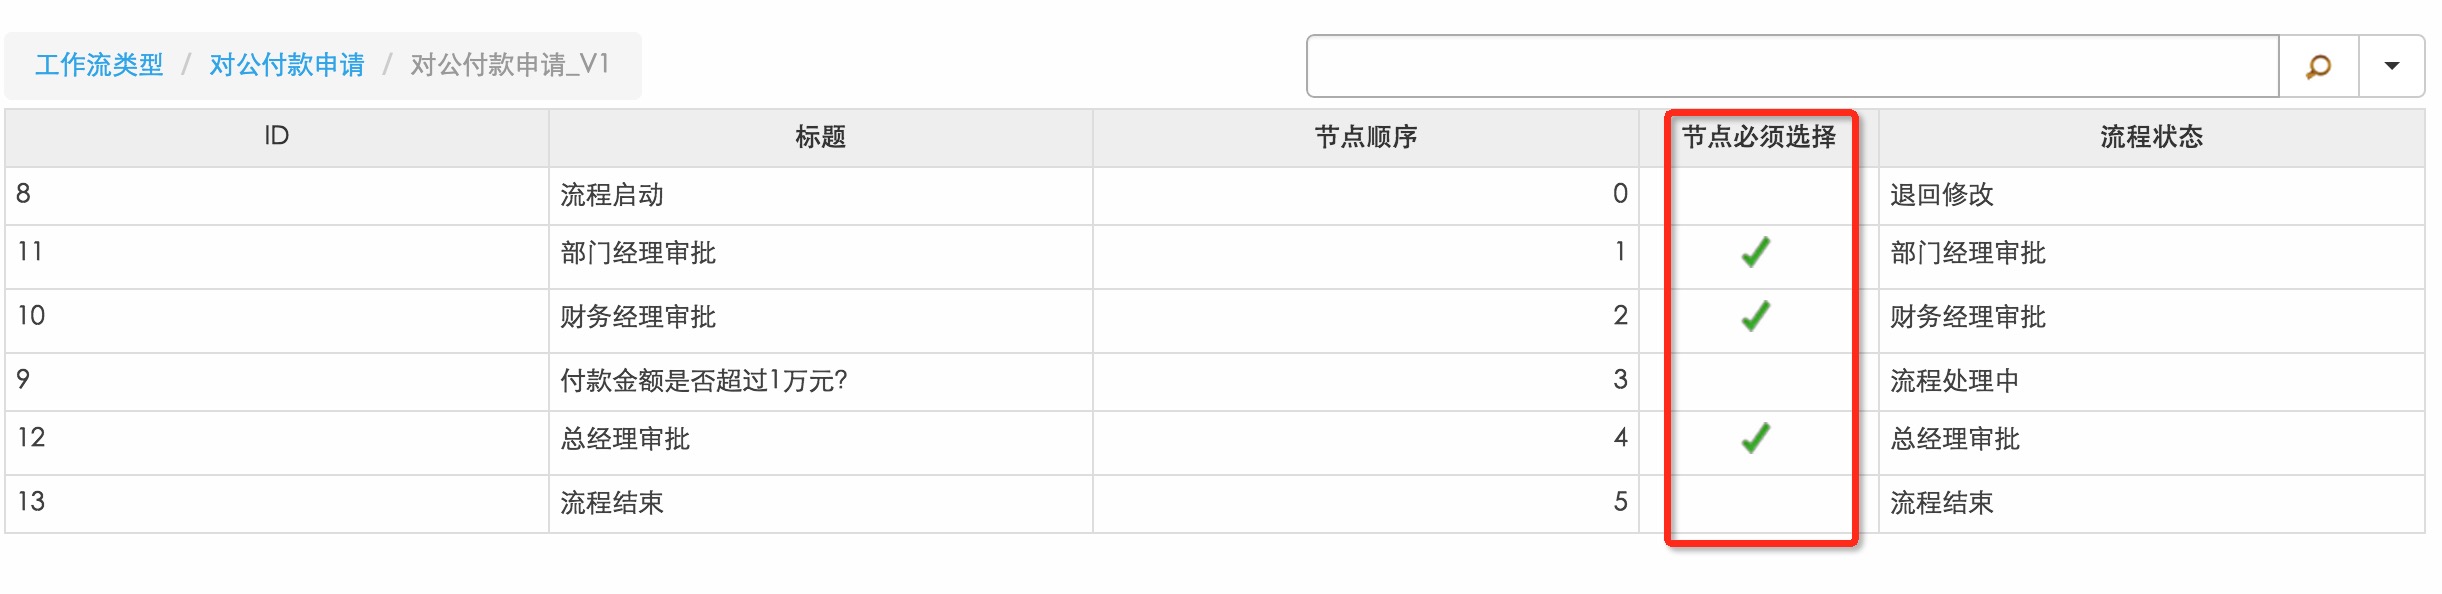 工作流类型 / 对公付款申请 / 对公付款申请_V1
ID 标题 节点顺序 节点必须选择 流程状态
8 流程启动 0 退回修改
11 部门经理审批 1 部门经理审批
10 财务经理审批 2 财务经理审批
9 付款金额是否超过1万元? 3 流程处理中
12 总经理审批 4 总经理审批
13 流程结束 5 流程结束